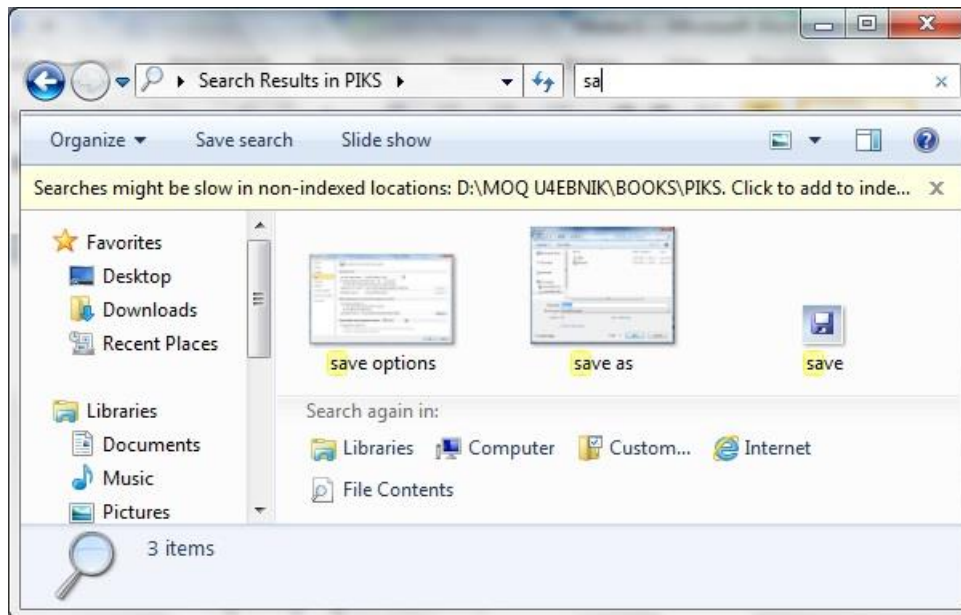 Search Results in PIKS
sa
Organize
Save search
Slide show
Searches might be slow in non-indexed locations: D:\MOQ U4EBNIK\BOOKS\PIKS. Click to add to inde...
Favorites
Desktop
Downloads
Recent Places
Libraries
Documents
Music
Pictures
save options
save as
save
Search again in:
Libraries
Computer
Custom...
Internet
File Contents
3 items